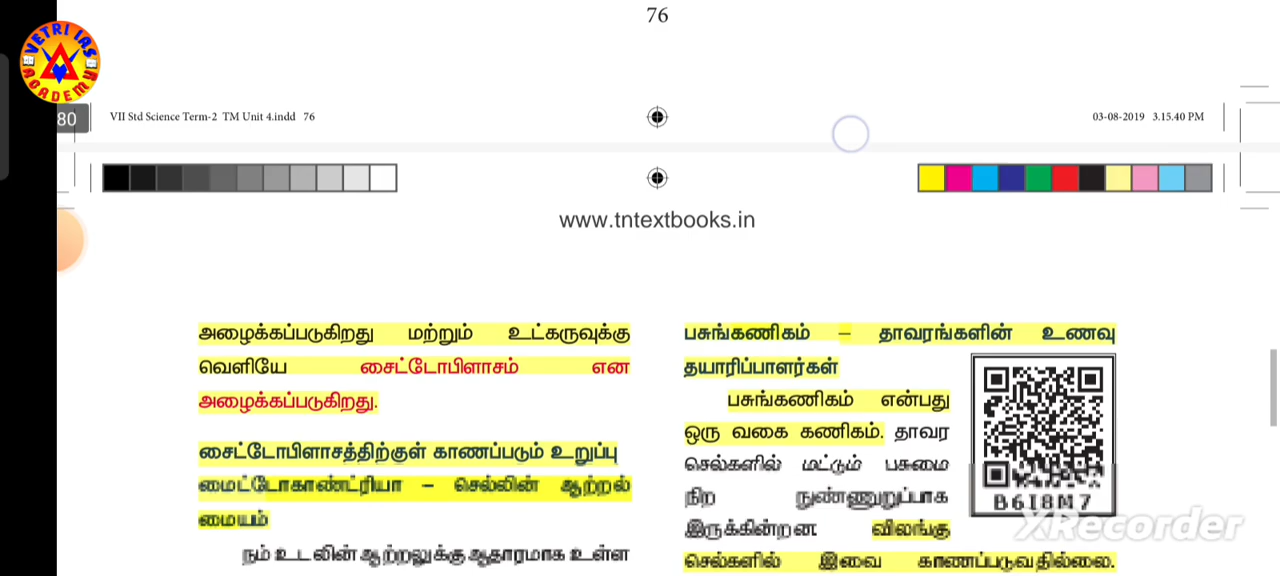 76
VETRI IAS
ACADEMY
80
VII Std Science Term-2 TM Unit 4.indd 76
03-08-2019 3.15.40 PM
www.tntextbooks.in
அழைக்கப்படுகிறது மற்றும் உட்கருவுக்கு
வெளியே சைட்டோபிளாசம் என
அழைக்கப்படுகிறது.
சைட்டோபிளாசத்திற்குள் காணப்படும் உறுப்பு
மைட்டோகாண்ட்ரியா – செல்லின் ஆற்றல்
மையம்
நம் உடலின் ஆற்றலுக்கு ஆதாரமாக உள்ள
பசுங்கணிகம் – தாவரங்களின் உணவு
தயாரிப்பாளர்கள்
பசுங்கணிகம் என்பது
ஒரு வகை கணிகம். தாவர
செல்களில் மட்டும் பசுமை
நிற நுண்ணுறுப்பாக
இருக்கின்றன. விலங்கு
செல்களில் இவை காணப்படுவதில்லை.
B6I8M7
XRecorder